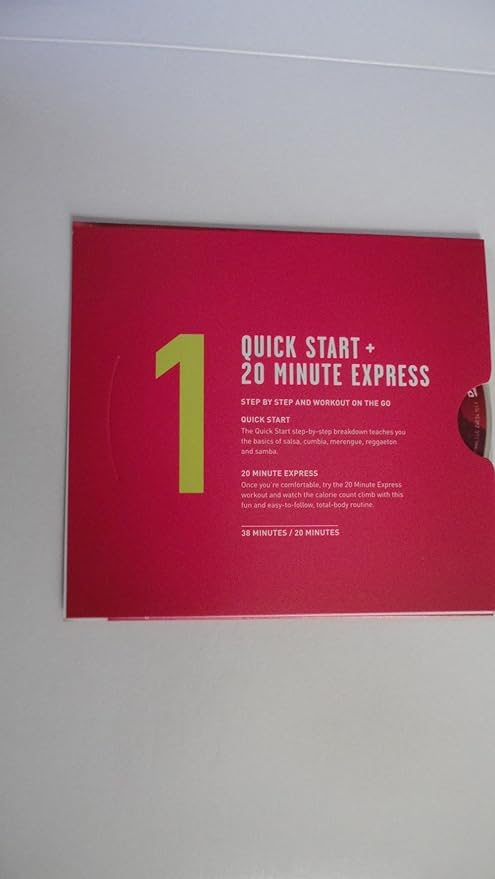 1
QUICK START +
20 MINUTE EXPRESS
STEP BY STEP AND WORKOUT ON THE GO
QUICK START
The Quick Start step-by-step breakdown teaches you
the basics of salsa, cumbia, merengue, reggaeton
and samba.
20 MINUTE EXPRESS
Once you're comfortable, try the 20 Minute Express
workout and watch the calorie count climb with this
fun and easy-to-follow, total-body routine.
38 MINUTES / 20 MINUTES